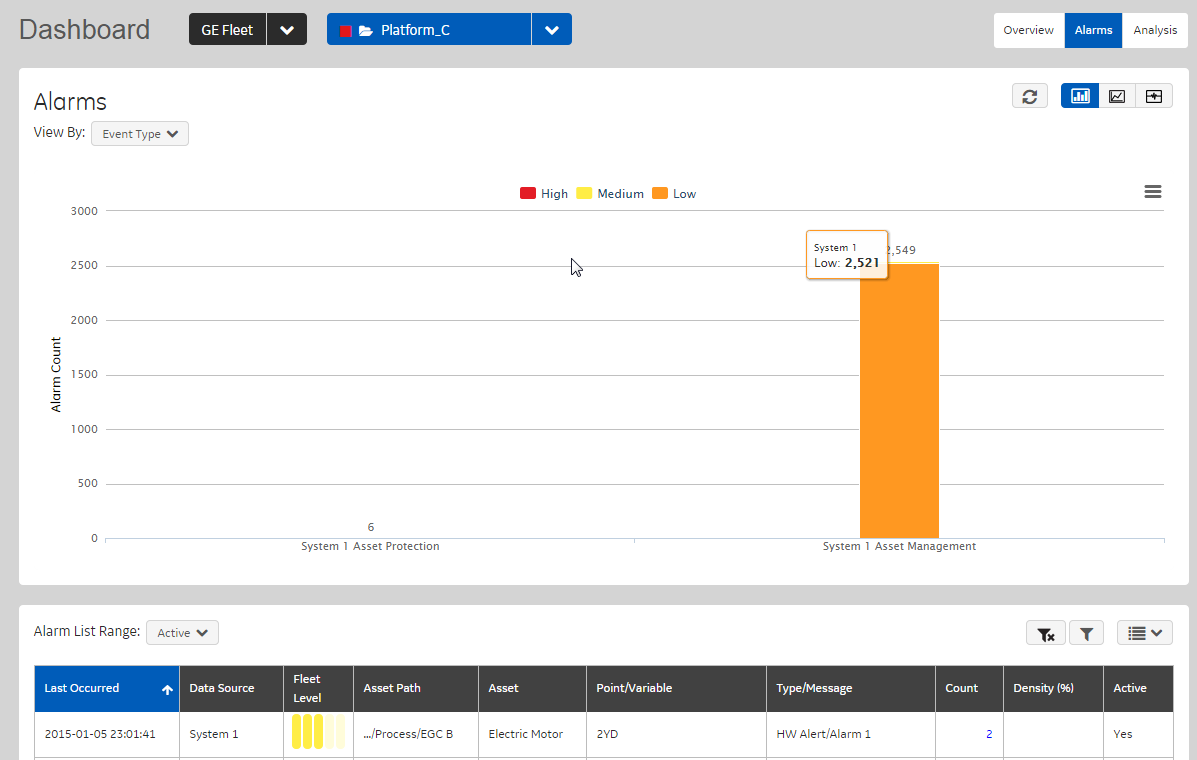 Dashboard
GE Fleet
Platform_C
Overview
Alarms
Analysis
Alarms
View By:
Event Type
High
Medium
Low
3000
2500
2000
1500
1000
500
0
Alarm Count
System 1
Low: 2,521
2,549
6
System 1 Asset Protection
System 1 Asset Management
Alarm List Range:
Active
Last Occurred
Data Source
Fleet
Level
Asset Path
Asset
Point/Variable
Type/Message
Count
Density (%)
Active
2015-01-05 23:01:41
System 1
.../Process/EGC B
Electric Motor
2YD
HW Alert/Alarm 1
2
Yes